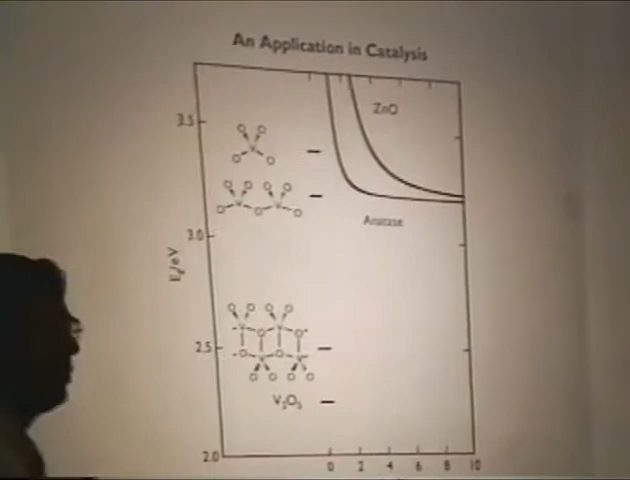 An Application in Catalysis
3.5
ZnO
Anatase
3.0
Eg/eV
2.5
V₂O₅
2.0
0 2 4 6 8 10